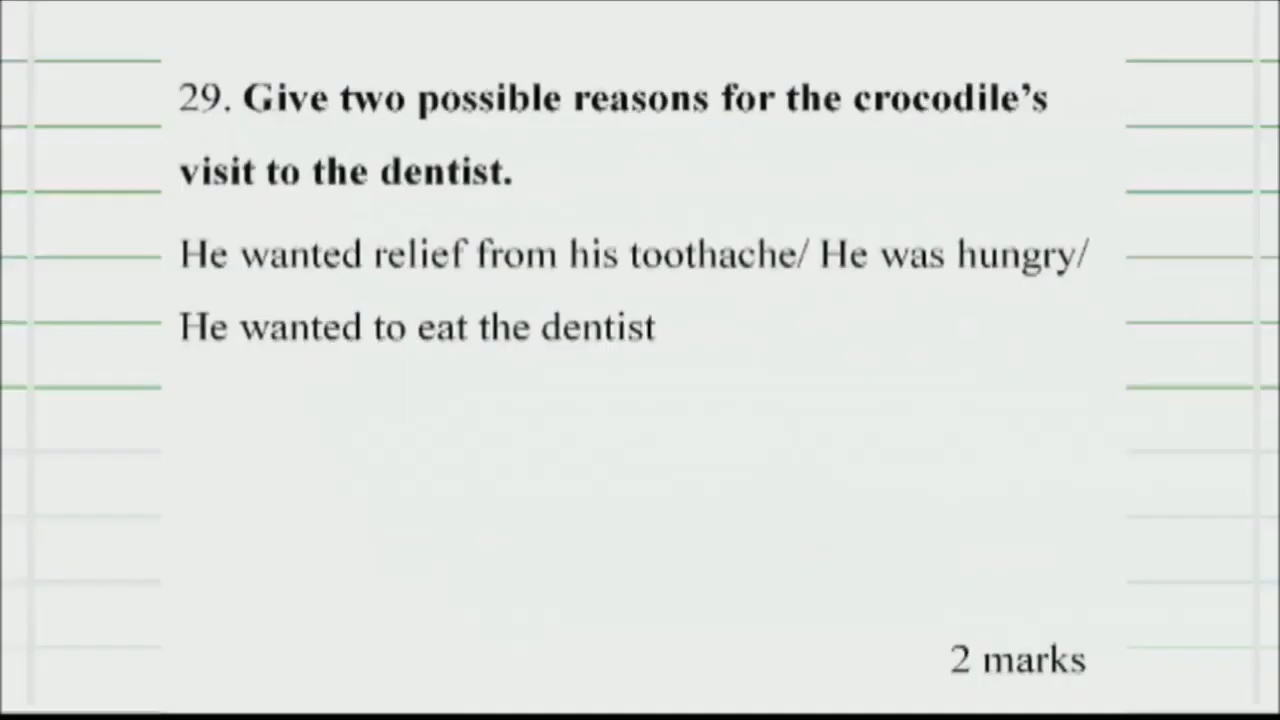 29. Give two possible reasons for the crocodile's
visit to the dentist.
He wanted relief from his toothache/ He was hungry/
He wanted to eat the dentist
2 marks